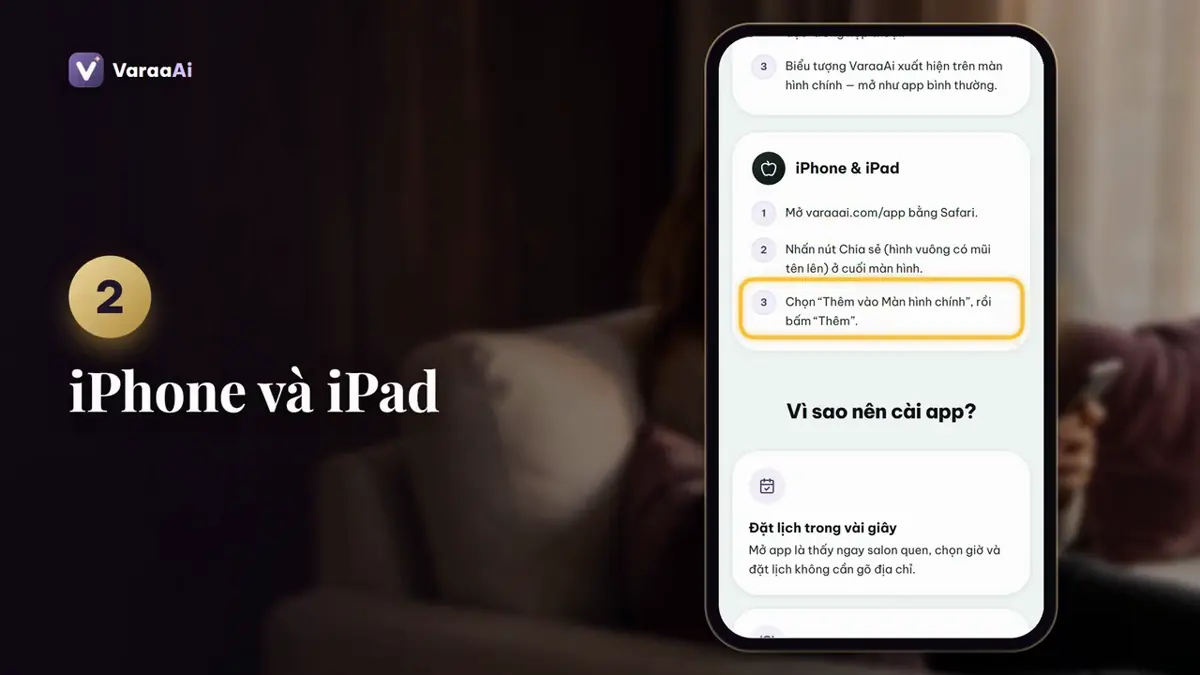 VaraaAi
2
iPhone và iPad
3
Biểu tượng VaraaAi xuất hiện trên màn
hình chính — mở như app bình thường.
iPhone & iPad
1
Mở varaaai.com/app bằng Safari.
2
Nhấn nút Chia sẻ (hình vuông có mũi
tên lên) ở cuối màn hình.
3
Chọn “Thêm vào Màn hình chính”, rồi
bấm “Thêm”.
Vì sao nên cài app?
Đặt lịch trong vài giây
Mở app là thấy ngay salon quen, chọn giờ và
đặt lịch không cần gõ địa chỉ.